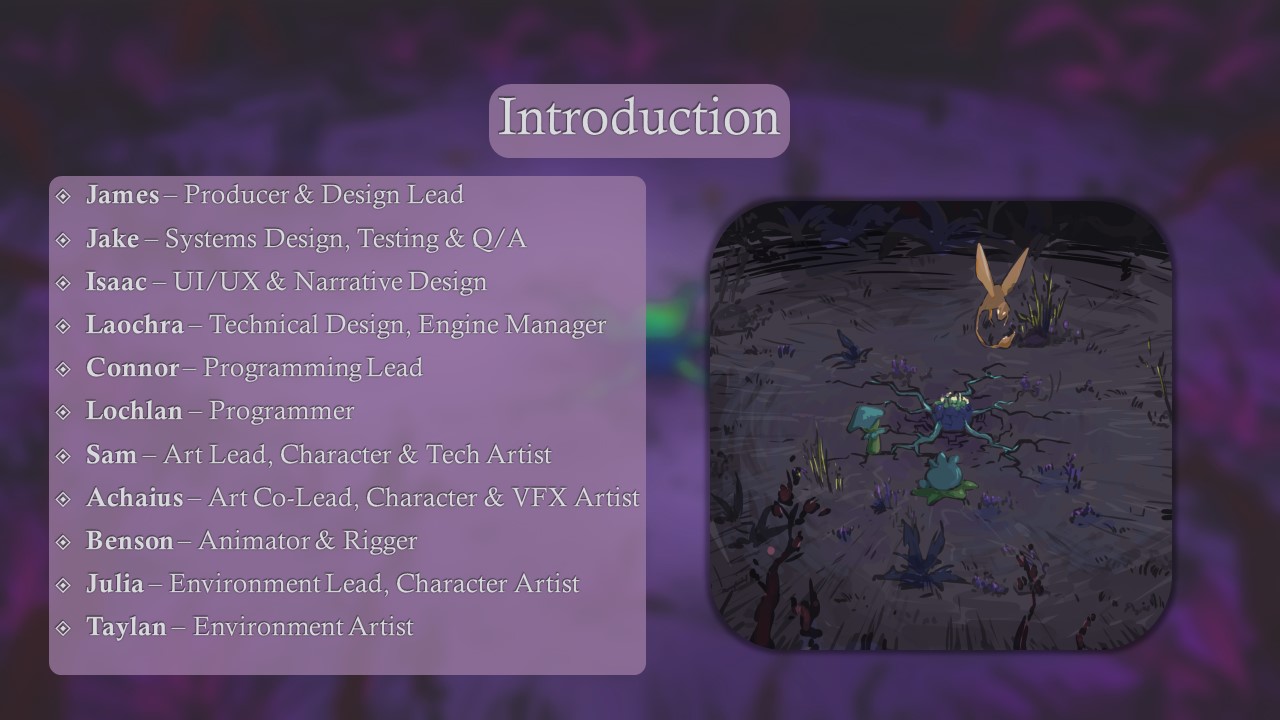 Introduction
James – Producer & Design Lead
Jake – Systems Design, Testing & Q/A
Isaac – UI/UX & Narrative Design
Laochra – Technical Design, Engine Manager
Connor – Programming Lead
Lochlan – Programmer
Sam – Art Lead, Character & Tech Artist
Achaius – Art Co-Lead, Character & VFX Artist
Benson – Animator & Rigger
Julia – Environment Lead, Character Artist
Taylan – Environment Artist